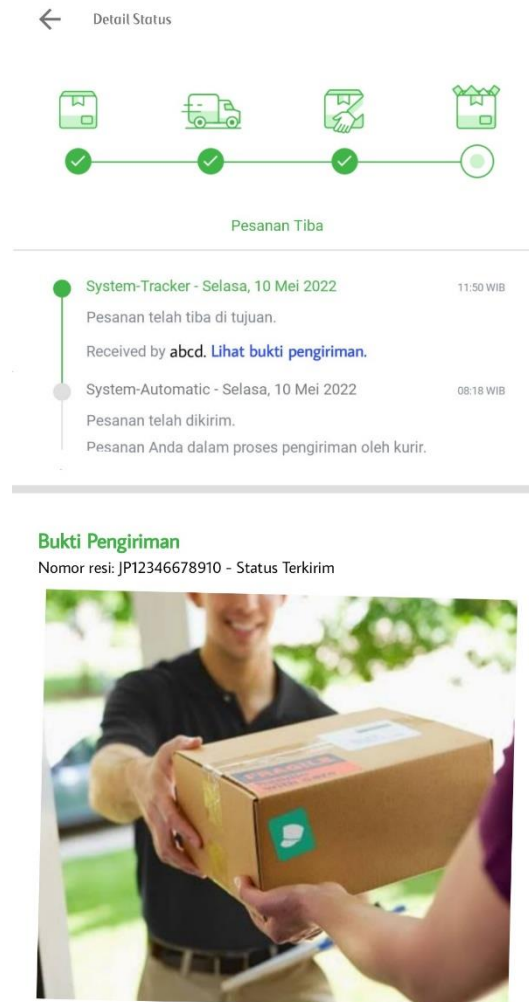 Detail Status
Pesanan Tiba
System-Tracker - Selasa, 10 Mei 2022 11:50 WIB
Pesanan telah tiba di tujuan.
Received by abcd. Lihat bukti pengiriman.
System-Automatic - Selasa, 10 Mei 2022 08:18 WIB
Pesanan telah dikirim.
Pesanan Anda dalam proses pengiriman oleh kurir.
Bukti Pengiriman
Nomor resi: JP12346678910 - Status Terkirim
FRAGILE